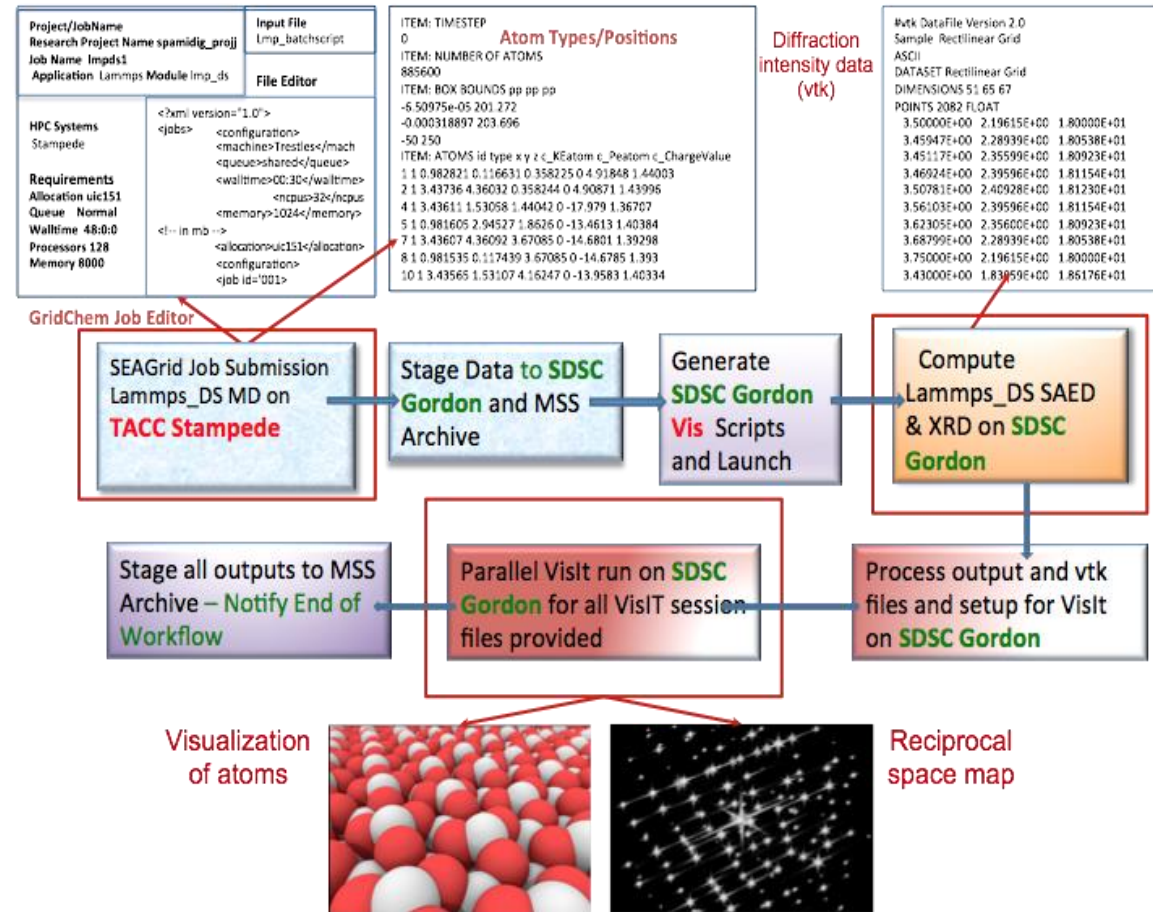 Project/JobName
Research Project Name spamidig_projj
Job Name lmpds1
Application Lammps Module lmp_ds
Input File
Lmp_batchscript
File Editor
HPC Systems
Stampede
Requirements
Allocation uic151
Queue Normal
Walltime 48:0:0
Processors 128
Memory 8000
<?xml version="1.0">
<jobs> <configuration>
<machine>Trestles</mach
<queue>shared</queue>
<walltime>00:30</walltime>
<ncpus>32</ncpus
<memory>1024</memory>
<!-- in mb -->
<allocation>uic151</allocation>
<configuration>
<job id='001>
GridChem Job Editor
ITEM: TIMESTEP
0
Atom Types/Positions
ITEM: NUMBER OF ATOMS
885600
ITEM: BOX BOUNDS pp pp pp
-6.50975e-05 201.272
-0.000318897 203.696
-50 250
ITEM: ATOMS id type x y z c_KEatom c_Peatom c_ChargeValue
1 1 0.982821 0.116631 0.358225 0 4.91848 1.44003
2 1 3.43736 4.36032 0.358244 0 4.90871 1.43996
4 1 3.43611 1.53058 1.44042 0 -17.979 1.36707
5 1 0.981605 2.94527 1.8626 0 -13.4613 1.40384
7 1 3.43607 4.36092 3.67085 0 -14.6801 1.39298
8 1 0.981535 0.117439 3.67085 0 -14.6785 1.393
10 1 3.43565 1.53107 4.16247 0 -13.9583 1.40334
Diffraction
intensity data
(vtk)
#vtk DataFile Version 2.0
Sample Rectilinear Grid
ASCII
DATASET Rectilinear Grid
DIMENSIONS 51 65 67
POINTS 2082 FLOAT
3.50000E+00 2.19615E+00 1.80000E+01
3.45947E+00 2.28939E+00 1.80538E+01
3.45117E+00 2.35599E+00 1.80923E+01
3.46924E+00 2.39596E+00 1.81154E+01
3.50781E+00 2.40928E+00 1.81230E+01
3.56103E+00 2.39596E+00 1.81154E+01
3.62305E+00 2.35600E+00 1.80923E+01
3.68799E+00 2.28939E+00 1.80538E+01
3.75000E+00 2.19615E+00 1.80000E+01
3.43000E+00 1.83959E+00 1.86176E+01
SEAGrid Job Submission
Lammps_DS MD on
TACC Stampede
Stage Data to SDSC
Gordon and MSS
Archive
Generate
SDSC Gordon
Vis Scripts
and Launch
Compute
Lammps_DS SAED
& XRD on SDSC
Gordon
Stage all outputs to MSS
Archive – Notify End of
Workflow
Parallel VisIt run on SDSC
Gordon for all VisIT session
files provided
Process output and vtk
files and setup for VisIt
on SDSC Gordon
Visualization
of atoms
Reciprocal
space map